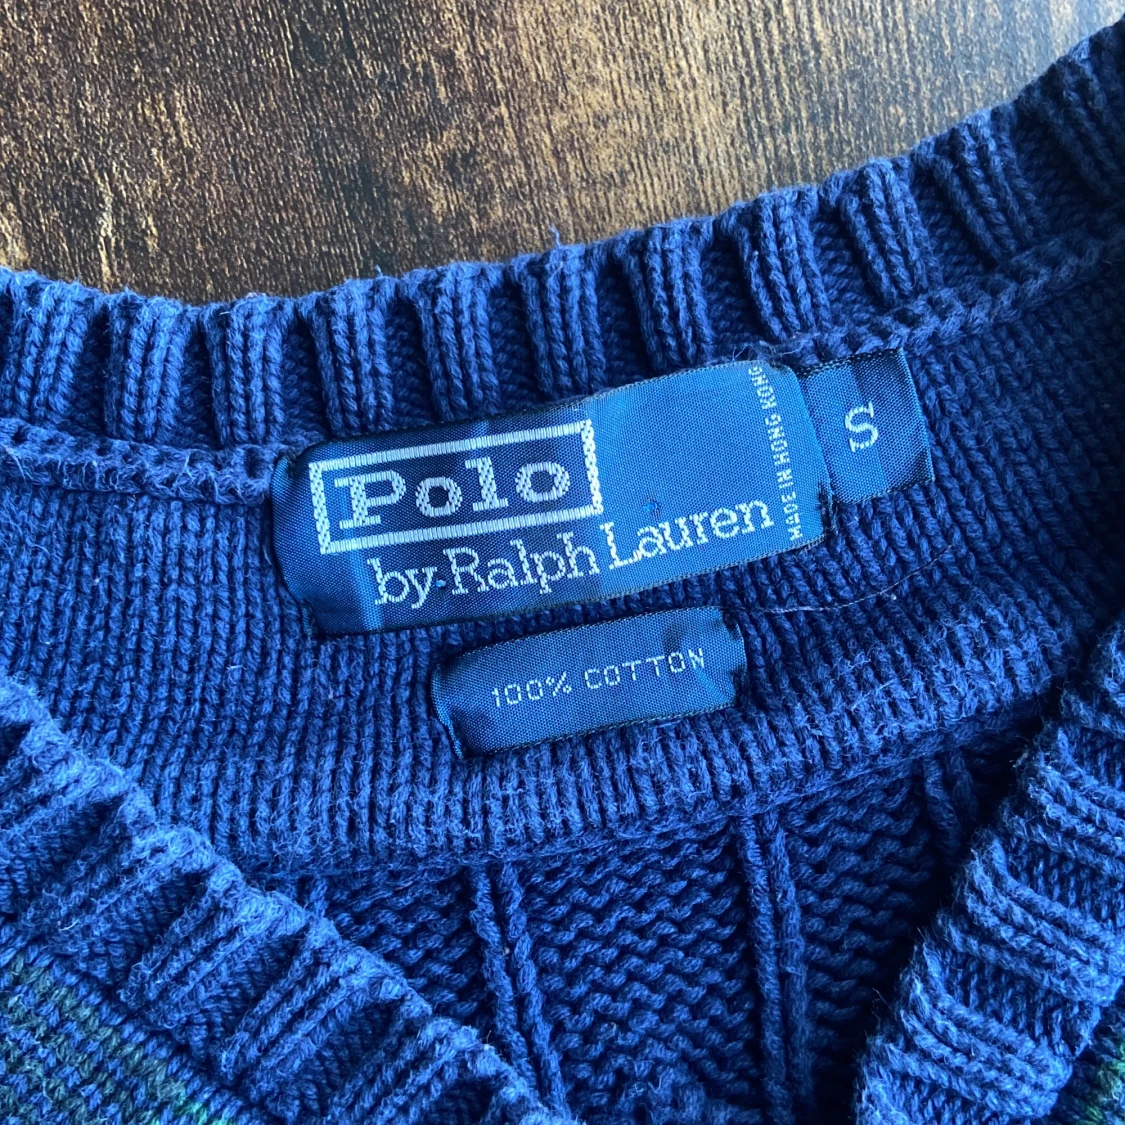 Polo
by Ralph Lauren
MADE IN HONG KONG
S
100% COTTON